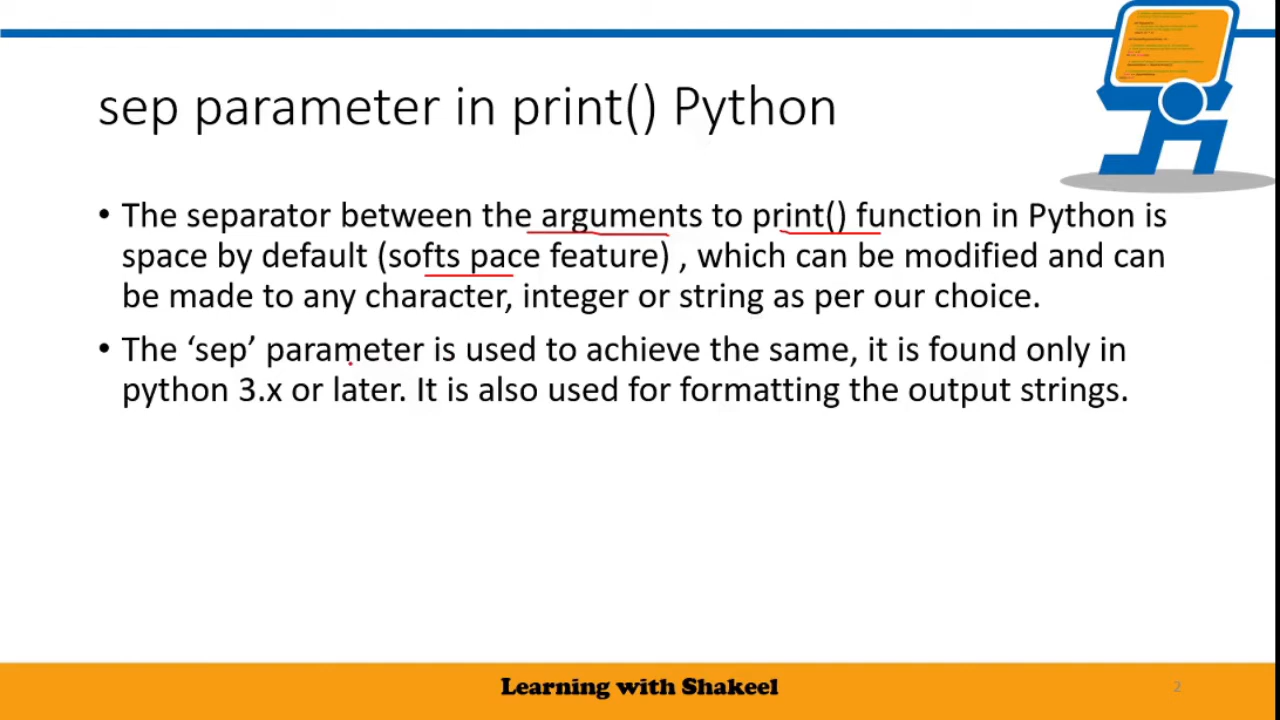 sep parameter in print() Python
• The separator between the arguments to print() function in Python is
space by default (softs pace feature) , which can be modified and can
be made to any character, integer or string as per our choice.
• The ‘sep’ parameter is used to achieve the same, it is found only in
python 3.x or later. It is also used for formatting the output strings.
Learning with Shakeel
2